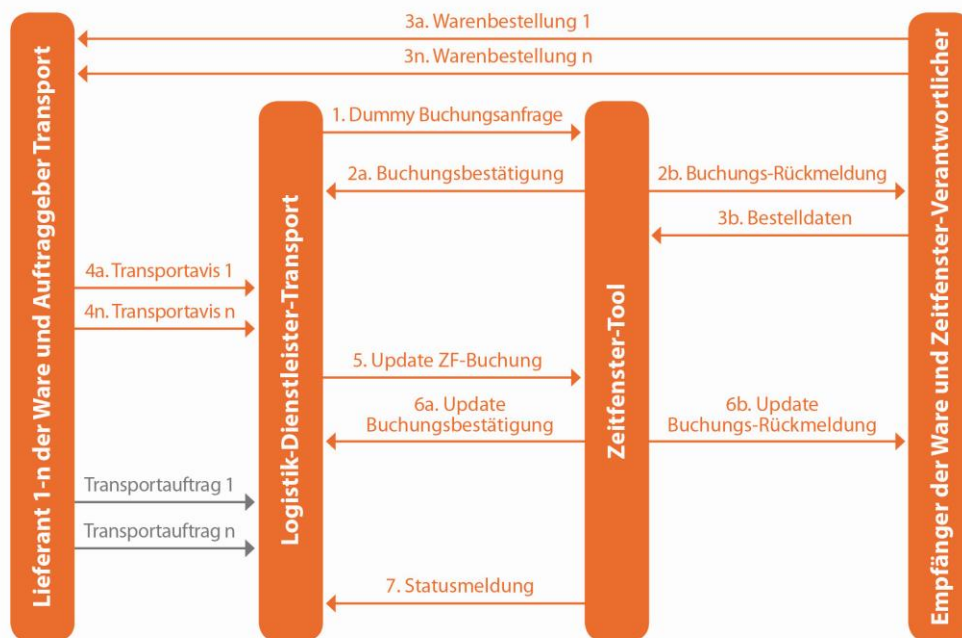 3a. Warenbestellung 1
3n. Warenbestellung n
1. Dummy Buchungsanfrage
2a. Buchungsbestätigung
2b. Buchungs-Rückmeldung
3b. Bestelldaten
4a. Transportavis 1
4n. Transportavis n
5. Update ZF-Buchung
6a. Update
Buchungsbestätigung
6b. Update
Buchungs-Rückmeldung
Transportauftrag 1
Transportauftrag n
7. Statusmeldung
Lieferant 1-n der Ware und Auftraggeber Transport
Logistik-Dienstleister-Transport
Zeitfenster-Tool
Empfänger der Ware und Zeitfenster-Verantwortlicher